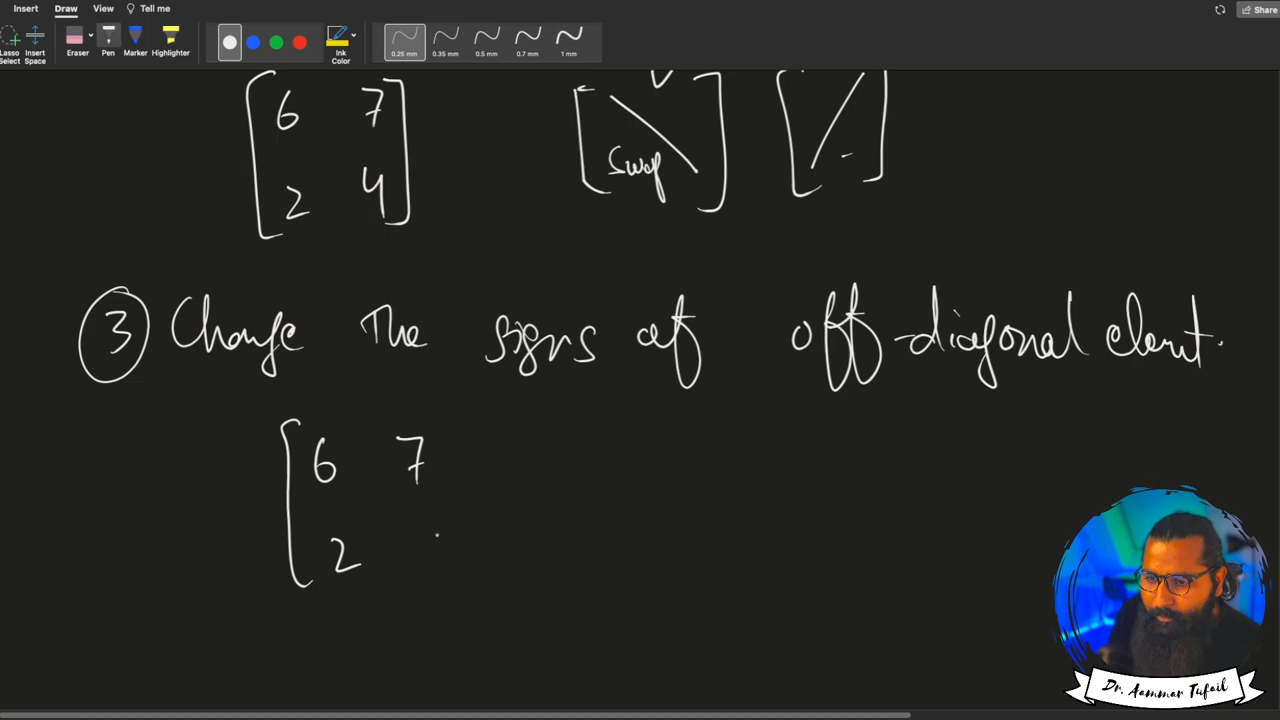 Insert Draw View Tell me
Share
Lasso Select Insert Space Eraser Pen Marker Highlighter Ink Color 0.25 mm 0.35 mm 0.5 mm 0.7 mm 1 mm
6 7
2 4
Swap
-
3 Change the signs of off-diagonal
6 7
2
Dr. Aammar Tufail